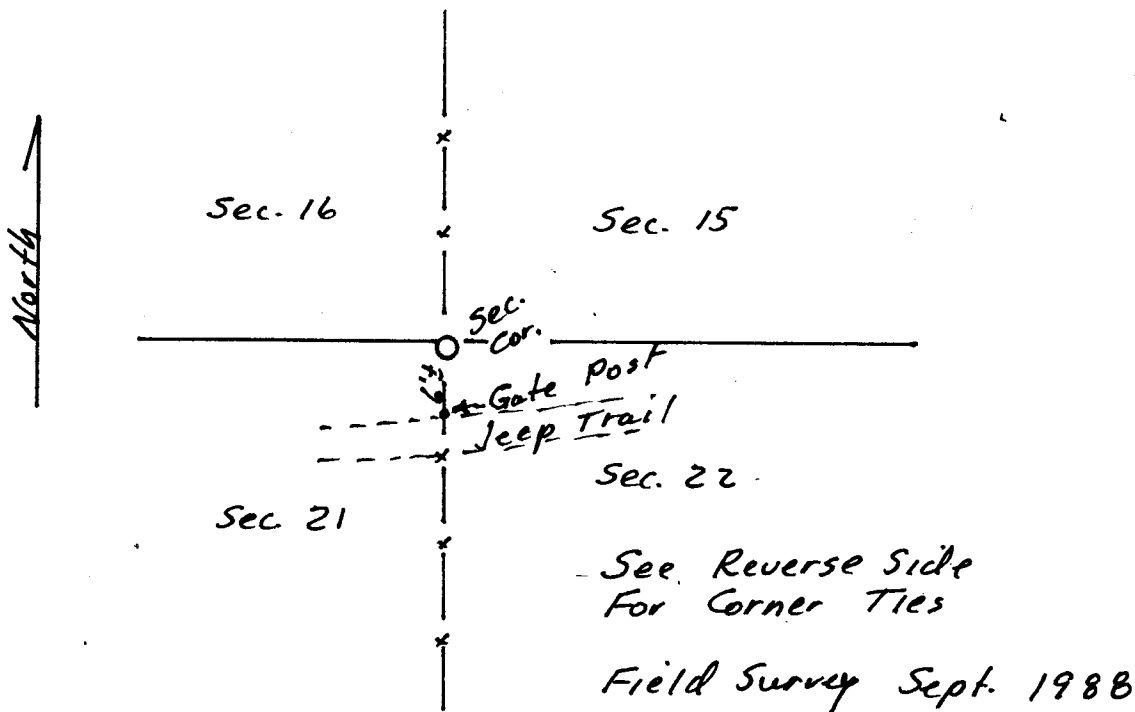 North
Sec. 16
Sec. 15
Sec.
Cor.
Gate Post
Jeep Trail
Sec. 22
Sec. 21
See Reverse Side
For Corner Ties
Field Survey Sept. 1988